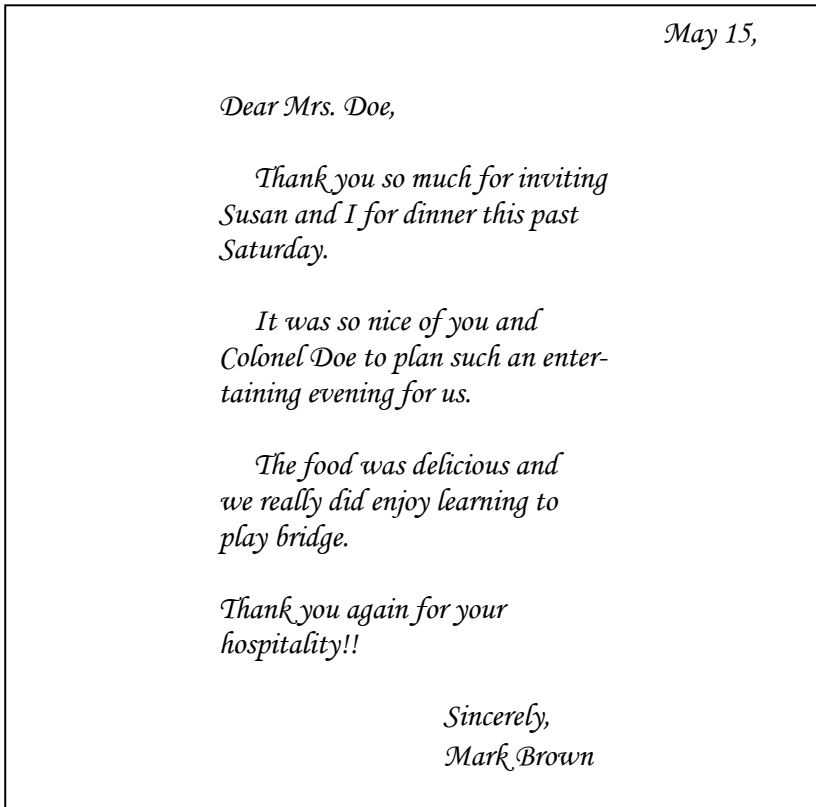 May 15,
Dear Mrs. Doe,
Thank you so much for inviting
Susan and I for dinner this past
Saturday.
It was so nice of you and
Colonel Doe to plan such an enter-
taining evening for us.
The food was delicious and
we really did enjoy learning to
play bridge.
Thank you again for your
hospitality!!
Sincerely,
Mark Brown